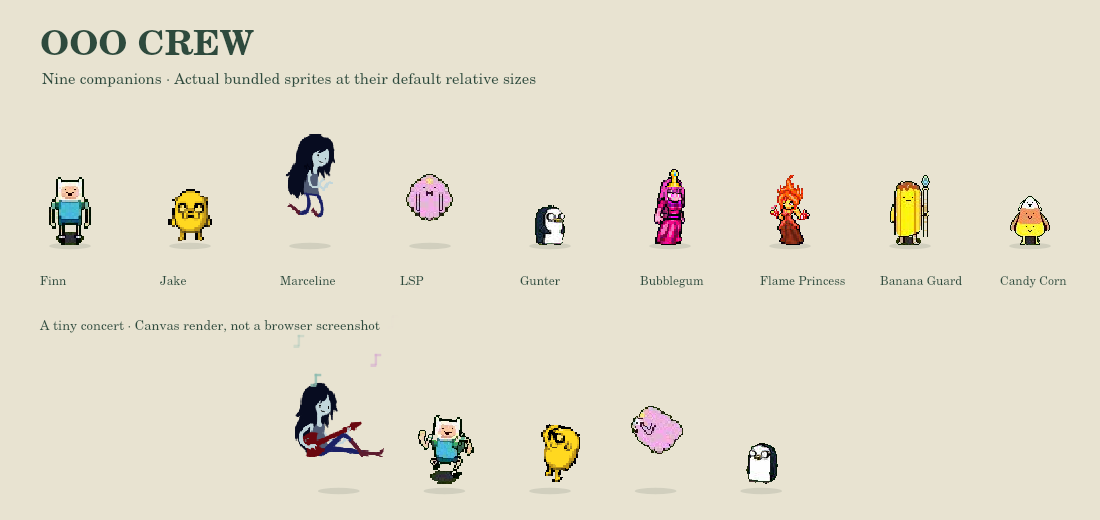 OOO CREW
Nine companions · Actual bundled sprites at their default relative sizes
Finn Jake Marceline LSP Gunter Bubblegum Flame Princess Banana Guard Candy Corn
A tiny concert · Canvas render, not a browser screenshot